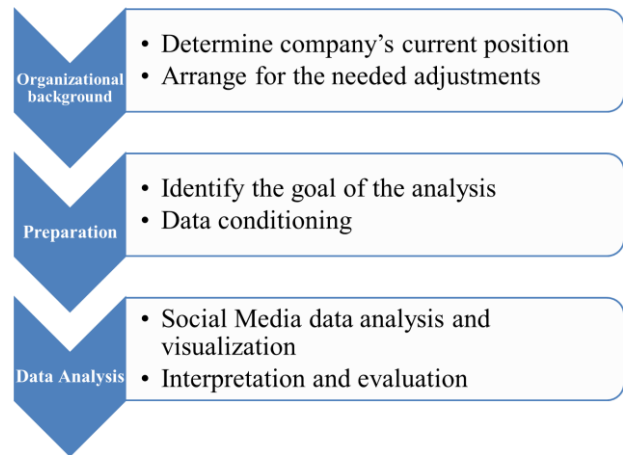 Organizational
background
• Determine company's current position
• Arrange for the needed adjustments
Preparation
• Identify the goal of the analysis
• Data conditioning
Data Analysis
• Social Media data analysis and
visualization
• Interpretation and evaluation